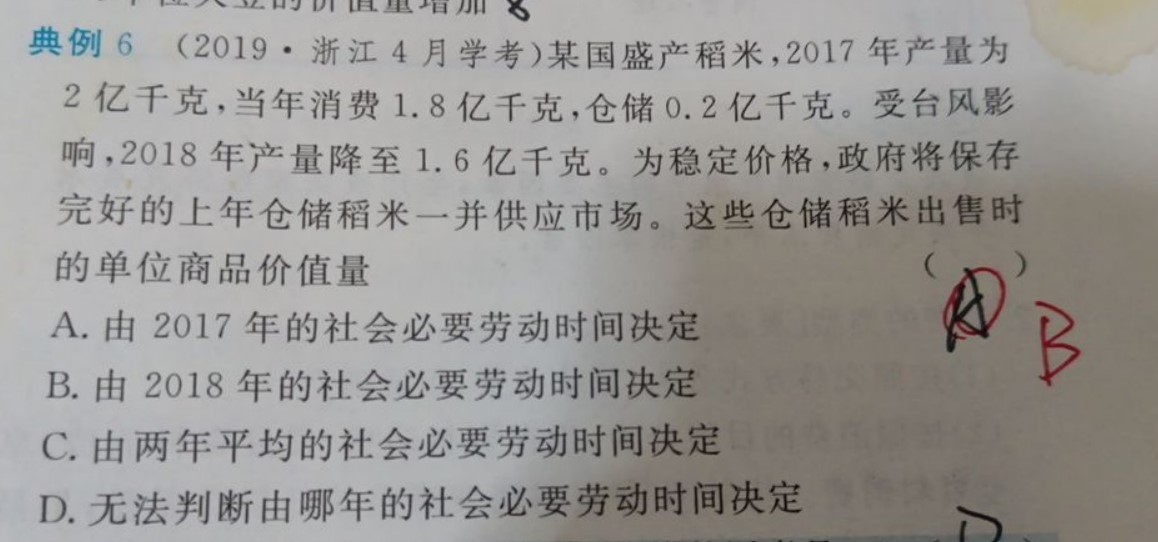 价值量增加 8
典例 6 （2019·浙江 4 月学考）某国盛产稻米，2017 年产量为
2 亿千克，当年消费 1.8 亿千克，仓储 0.2 亿千克。受台风影
响，2018 年产量降至 1.6 亿千克。为稳定价格，政府将保存
完好的上年仓储稻米一并供应市场。这些仓储稻米出售时
的单位商品价值量 （ ）
A
B
A. 由 2017 年的社会必要劳动时间决定
B. 由 2018 年的社会必要劳动时间决定
C. 由两年平均的社会必要劳动时间决定
D. 无法判断由哪年的社会必要劳动时间决定